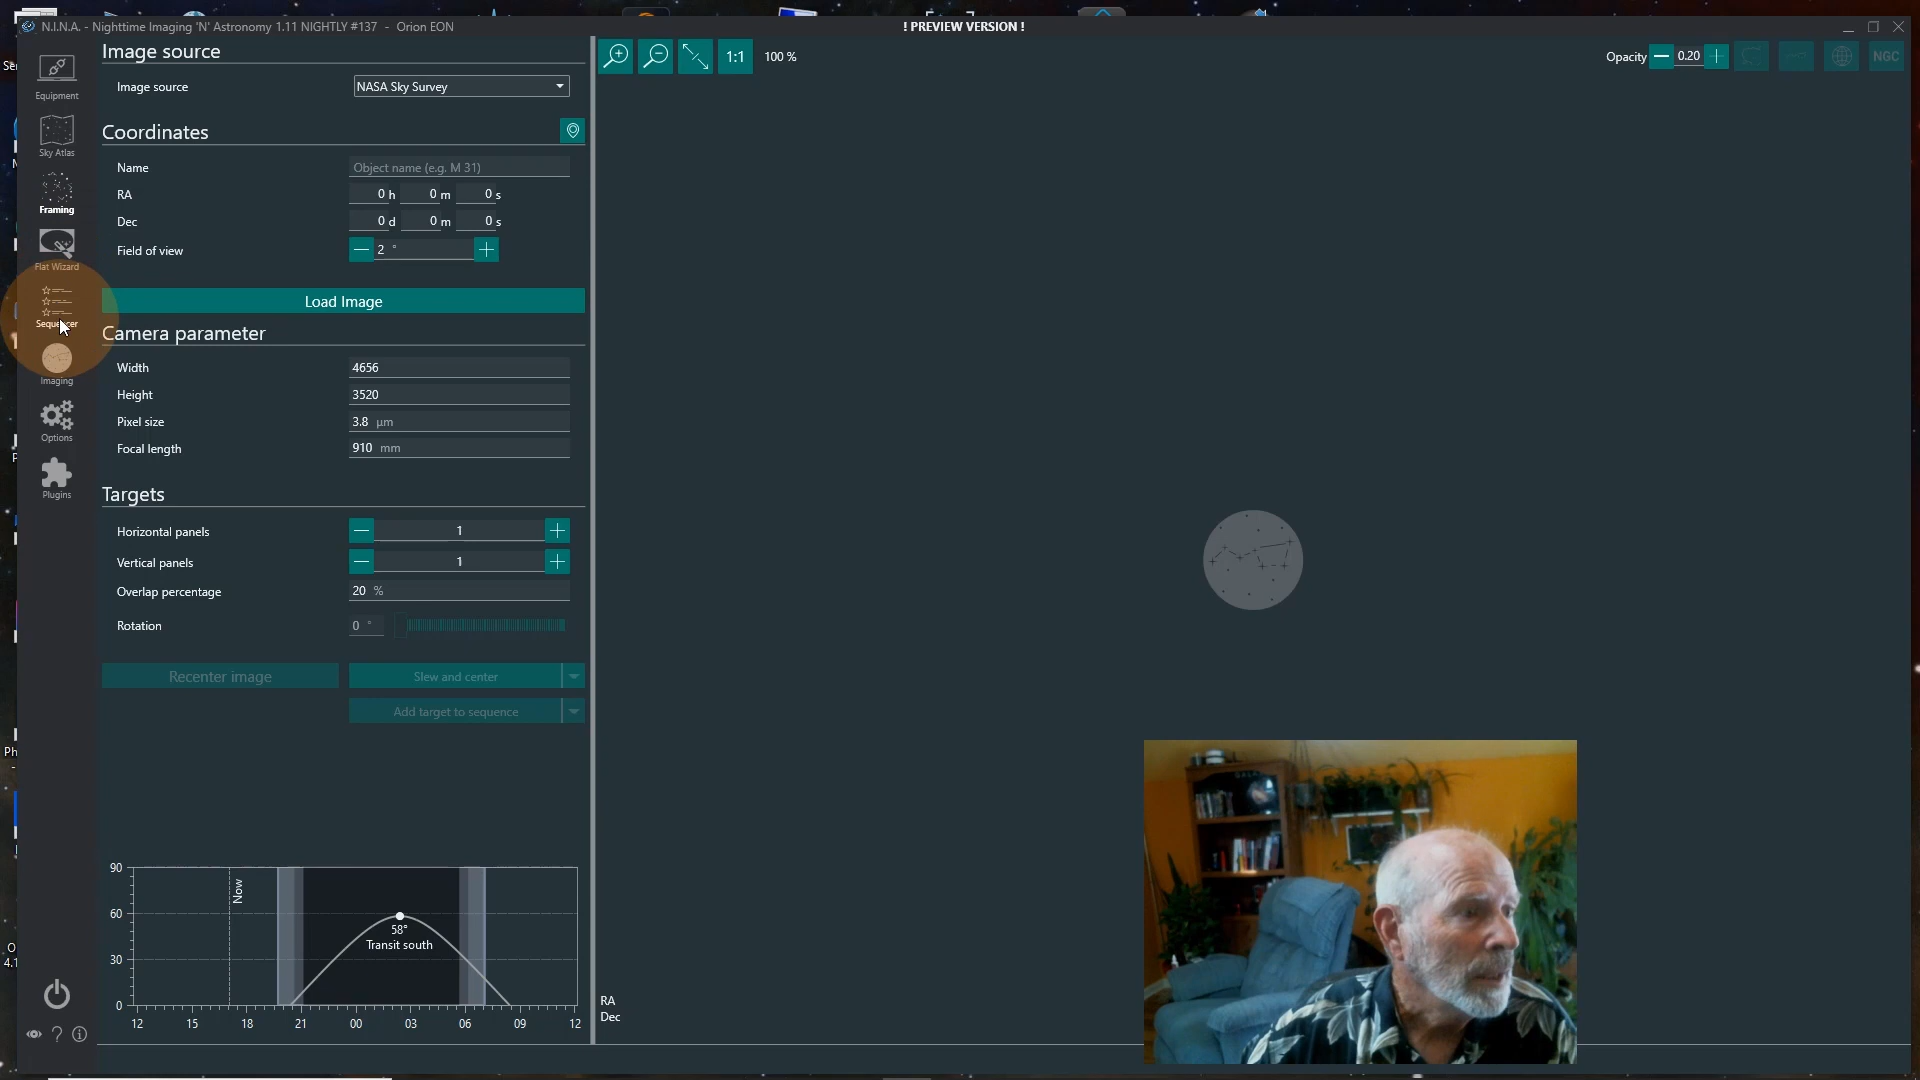 N.I.N.A. - Nighttime Imaging 'N' Astronomy 1.11 NIGHTLY #137 - Orion EON
! PREVIEW VERSION !
Equipment
Sky Atlas
Framing
Flat Wizard
Sequencer
Imaging
Options
Plugins
Image source
Image source NASA Sky Survey
Coordinates
Name Object name (e.g. M 31)
RA 0 h 0 m 0 s
Dec 0 d 0 m 0 s
Field of view 2 °
Load Image
Camera parameter
Width 4656
Height 3520
Pixel size 3.8 µm
Focal length 910 mm
Targets
Horizontal panels 1
Vertical panels 1
Overlap percentage 20 %
Rotation 0 °
Recenter image Slew and center
Add target to sequence
90
60
30
0
Now
58°
Transit south
12 15 18 21 00 03 06 09 12
1:1 100 %
Opacity 0.20 NGC
RA
Dec